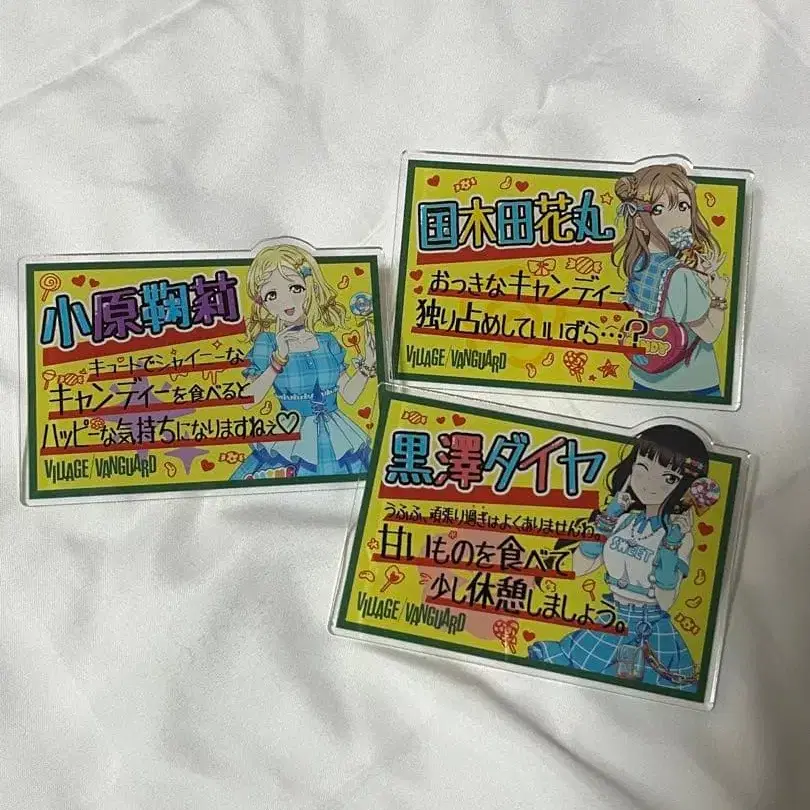 小原鞠莉
キュートでシャイニーな
キャンディーを食べると
ハッピーな気持ちになりますねぇ♡
VILLAGE/VANGUARD
国木田花丸
おっきなキャンディー
独り占めしていいずら…?
VILLAGE/VANGUARD
黒澤ダイヤ
うふふ、頑張り過ぎはよくありませんわ。
甘いものを食べて
少し休憩しましょう。
VILLAGE/VANGUARD
SWEET